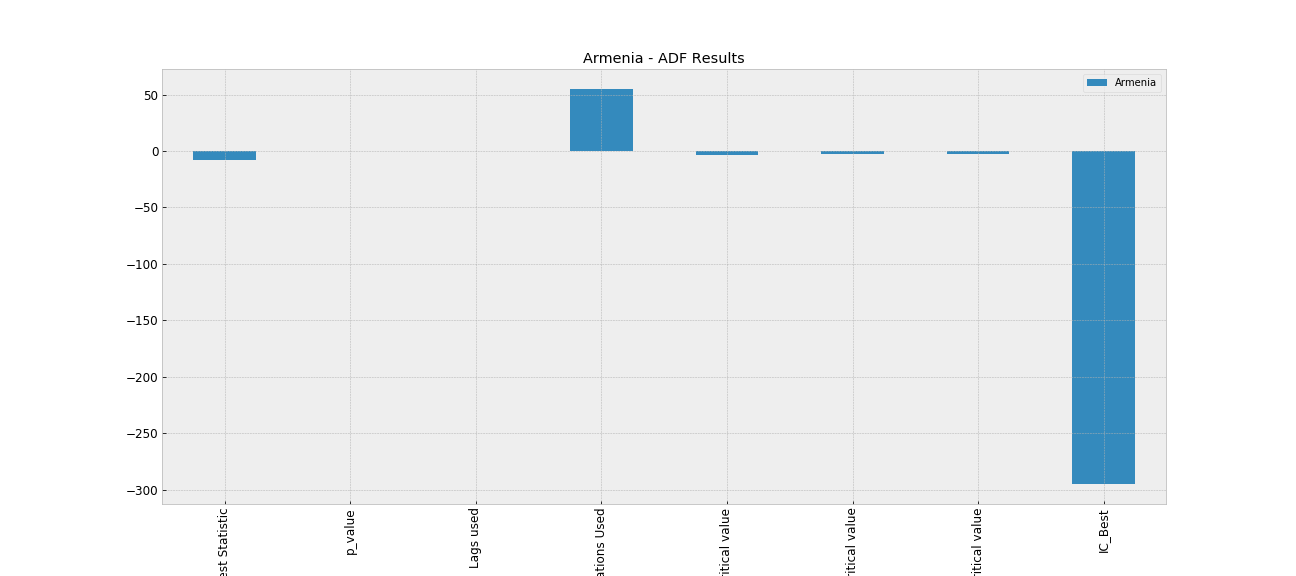 Armenia - ADF Results
Armenia
50
0
−50
−100
−150
−200
−250
−300
est Statistic
p_value
Lags used
ations Used
ritical value
ritical value
ritical value
IC_Best